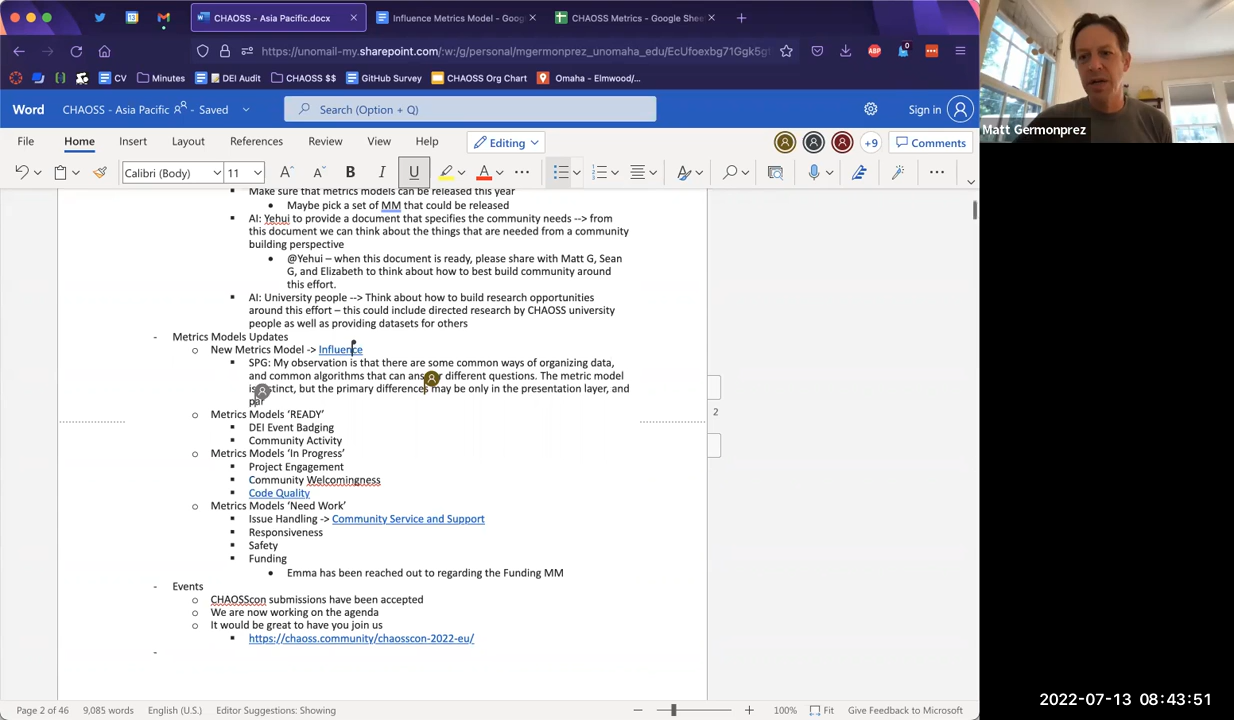 CHAOSS - Asia Pacific.docx
Influence Metrics Model - Goog
CHAOSS Metrics - Google Shee
https://unomail-my.sharepoint.com/:w:/g/personal/mgermonprez_unomaha_edu/EcUfoexbg71Ggk5g
ABP
0
CV
Minutes
DEI Audit
CHAOSS $$
GitHub Survey
CHAOSS Org Chart
Omaha - Elmwood/...
Word
CHAOSS - Asia Pacific
- Saved
Search (Option + Q)
Sign in
File
Home
Insert
Layout
References
Review
View
Help
Editing
+9
Comments
Calibri (Body)
11
Make sure that metrics models can be released this year
Maybe pick a set of MM that could be released
AI: Yehui to provide a document that specifies the community needs --> from
this document we can think about the things that are needed from a community
building perspective
@Yehui – when this document is ready, please share with Matt G, Sean
G, and Elizabeth to think about how to best build community around
this effort.
AI: University people --> Think about how to build research opportunities
around this effort – this could include directed research by CHAOSS university
people as well as providing datasets for others
- Metrics Models Updates
o New Metrics Model -> Influence
SPG: My observation is that there are some common ways of organizing data,
and common algorithms that can different questions. The metric model
distinct, but the primary differences may be only in the presentation layer, and
o Metrics Models ‘READY’
DEI Event Badging
Community Activity
o Metrics Models ‘In Progress’
Project Engagement
Community Welcomingness
Code Quality
o Metrics Models ‘Need Work’
Issue Handling -> Community Service and Support
Responsiveness
Safety
Funding
Emma has been reached out to regarding the Funding MM
- Events
o CHAOSScon submissions have been accepted
o We are now working on the agenda
o It would be great to have you join us
https://chaoss.community/chaosscon-2022-eu/
-
2
Page 2 of 46
9,085 words
English (U.S.)
Editor Suggestions: Showing
100%
Fit
Give Feedback to Microsoft
Matt Germonprez
2022-07-13 08:43:51